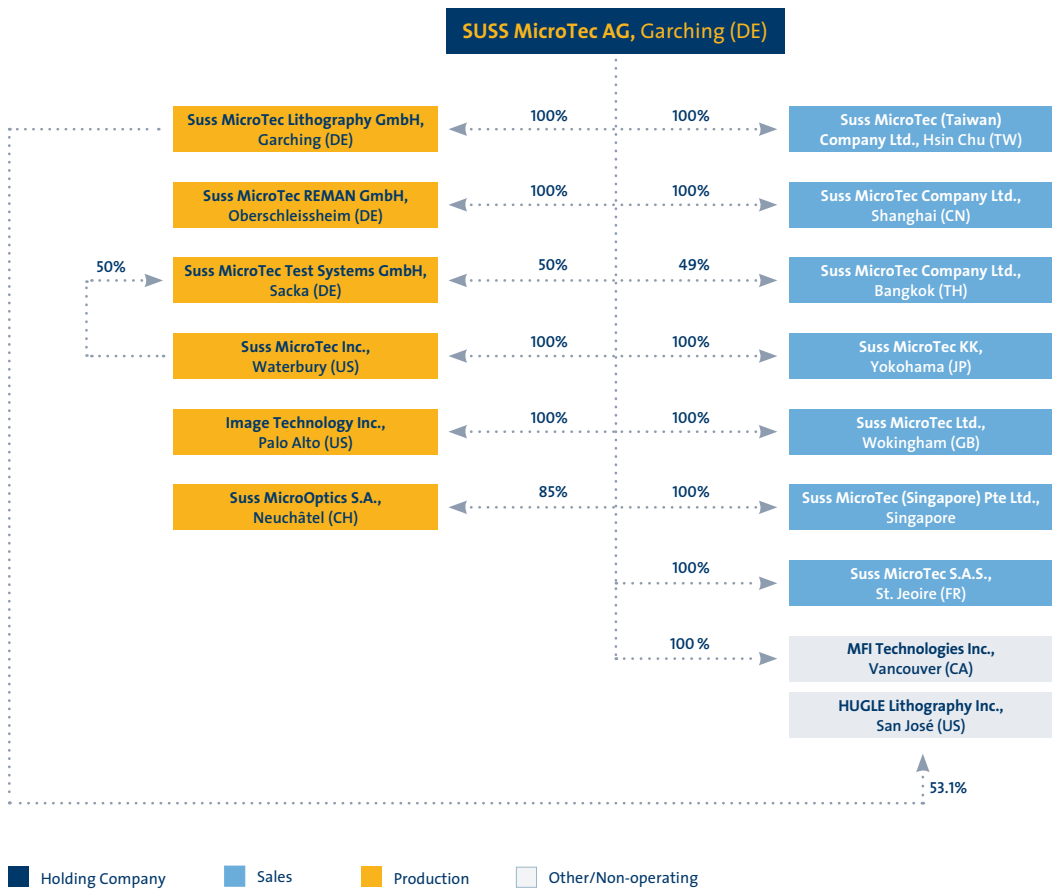 SUSS MicroTec AG, Garching (DE)
Suss MicroTec Lithography GmbH,
Garching (DE)
100%
100%
Suss MicroTec (Taiwan)
Company Ltd., Hsin Chu (TW)
Suss MicroTec REMAN GmbH,
Oberschleissheim (DE)
100%
100%
Suss MicroTec Company Ltd.,
Shanghai (CN)
50%
Suss MicroTec Test Systems GmbH,
Sacka (DE)
50%
49%
Suss MicroTec Company Ltd.,
Bangkok (TH)
Suss MicroTec Inc.,
Waterbury (US)
100%
100%
Suss MicroTec KK,
Yokohama (JP)
Image Technology Inc.,
Palo Alto (US)
100%
100%
Suss MicroTec Ltd.,
Wokingham (GB)
Suss MicroOptics S.A.,
Neuchâtel (CH)
85%
100%
Suss MicroTec (Singapore) Pte Ltd.,
Singapore
100%
Suss MicroTec S.A.S.,
St. Jeoire (FR)
100 %
MFI Technologies Inc.,
Vancouver (CA)
HUGLE Lithography Inc.,
San José (US)
53.1%
Holding Company
Sales
Production
Other/Non-operating